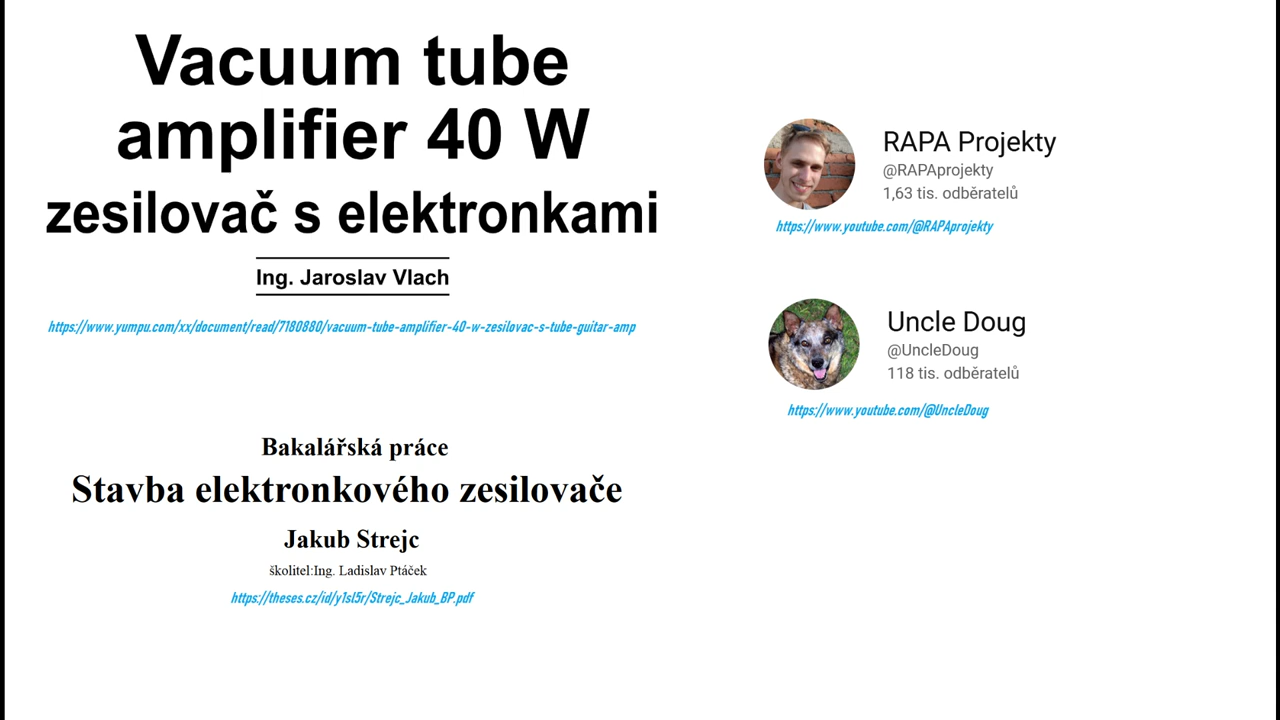 Vacuum tube
amplifier 40 W
zesilovač s elektronkami
Ing. Jaroslav Vlach
https://www.yumpu.com/xx/document/read/7180880/vacuum-tube-amplifier-40-w-zesilovac-s-tube-guitar-amp
Bakalářská práce
Stavba elektronkového zesilovače
Jakub Strejc
školitel:Ing. Ladislav Ptáček
https://theses.cz/id/y1sl5r/Strejc_Jakub_BP.pdf
RAPA Projekty
@RAPAprojekty
1,63 tis. odběratelů
https://www.youtube.com/@RAPAprojekty
Uncle Doug
@UncleDoug
118 tis. odběratelů
https://www.youtube.com/@UncleDoug